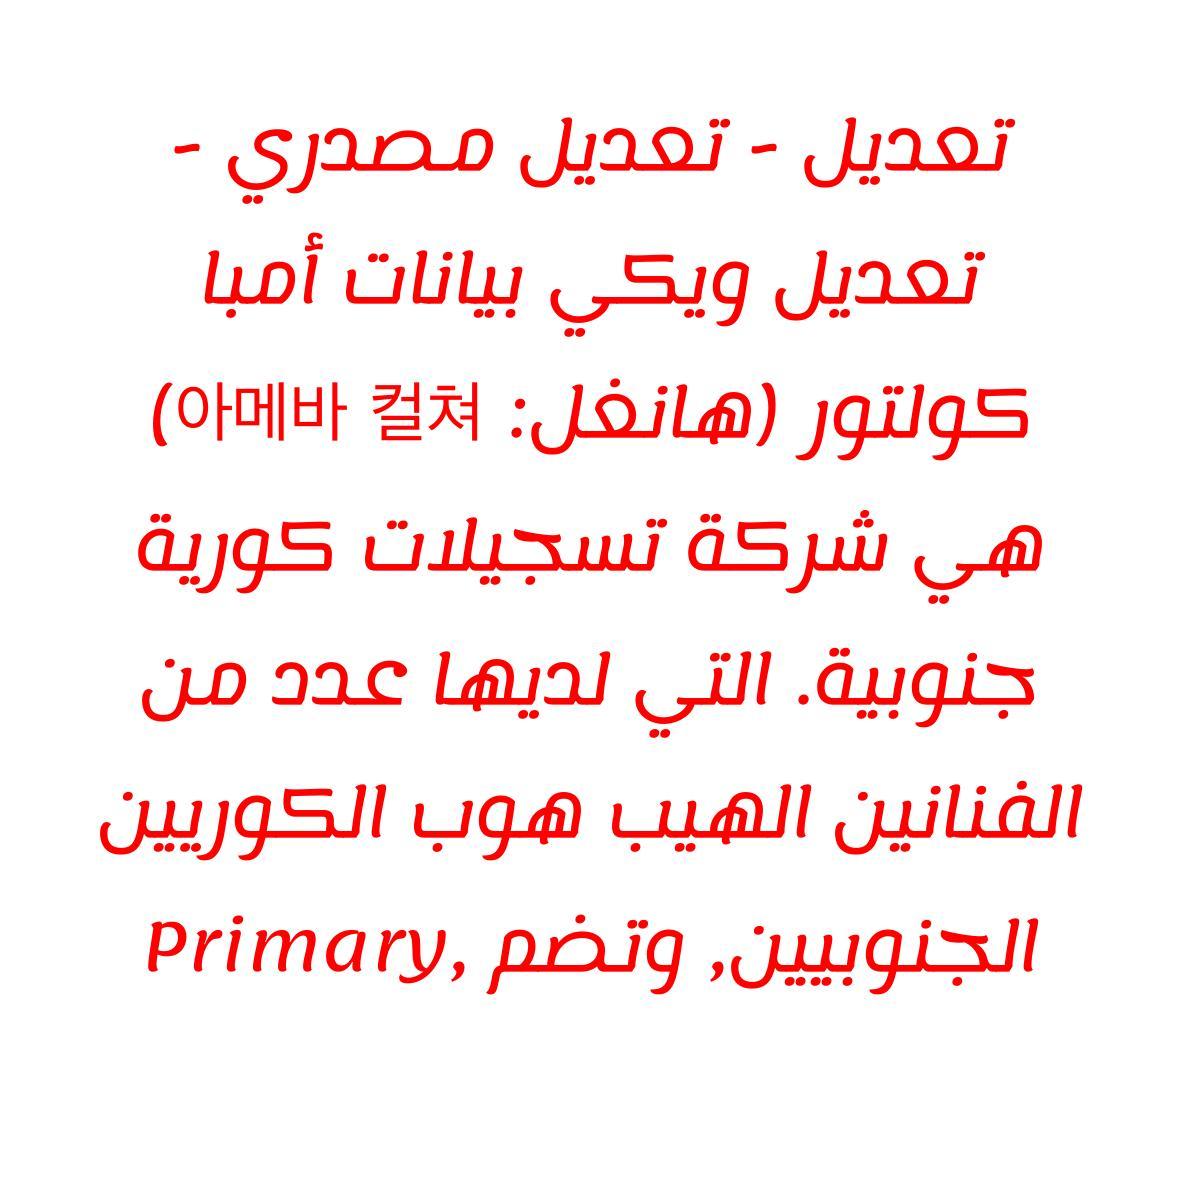 تعديل - تعديل مصدري -
تعديل ويكي بيانات أمبا
كولتور (هانغل: 아메바 컬쳐)
هي شركة تسجيلات كورية
جنوبية. التي لديها عدد من
الفنانين الهيب هوب الكوريين
الجنوبيين, وتضم Primary,